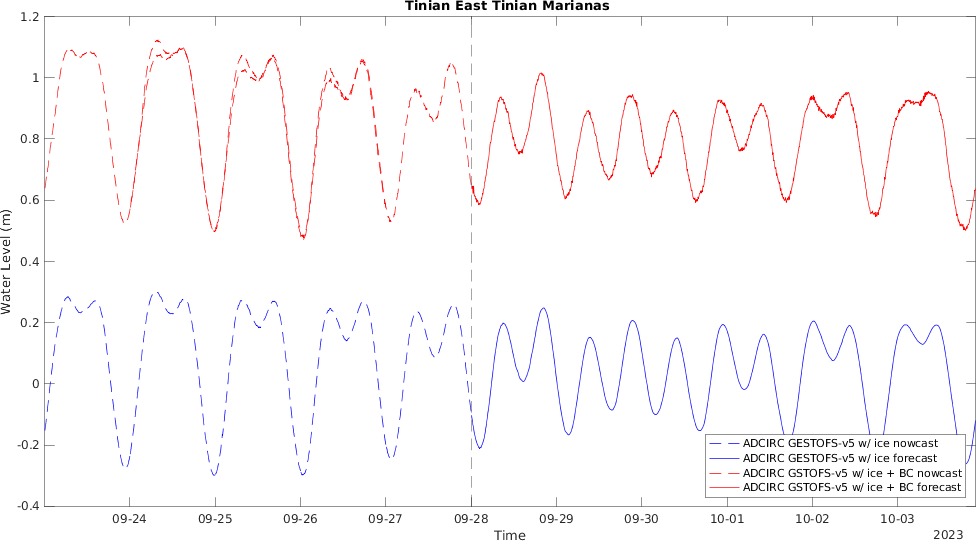 Tinian East Tinian Marianas
1.2
1
0.8
0.6
0.4
0.2
0
-0.2
-0.4
Water Level (m)
ADCIRC GESTOFS-v5 w/ ice nowcast
ADCIRC GESTOFS-v5 w/ ice forecast
ADCIRC GSTOFS-v5 w/ ice + BC nowcast
ADCIRC GSTOFS-v5 w/ ice + BC forecast
09-24 09-25 09-26 09-27 09-28 09-29 09-30 10-01 10-02 10-03
Time
2023